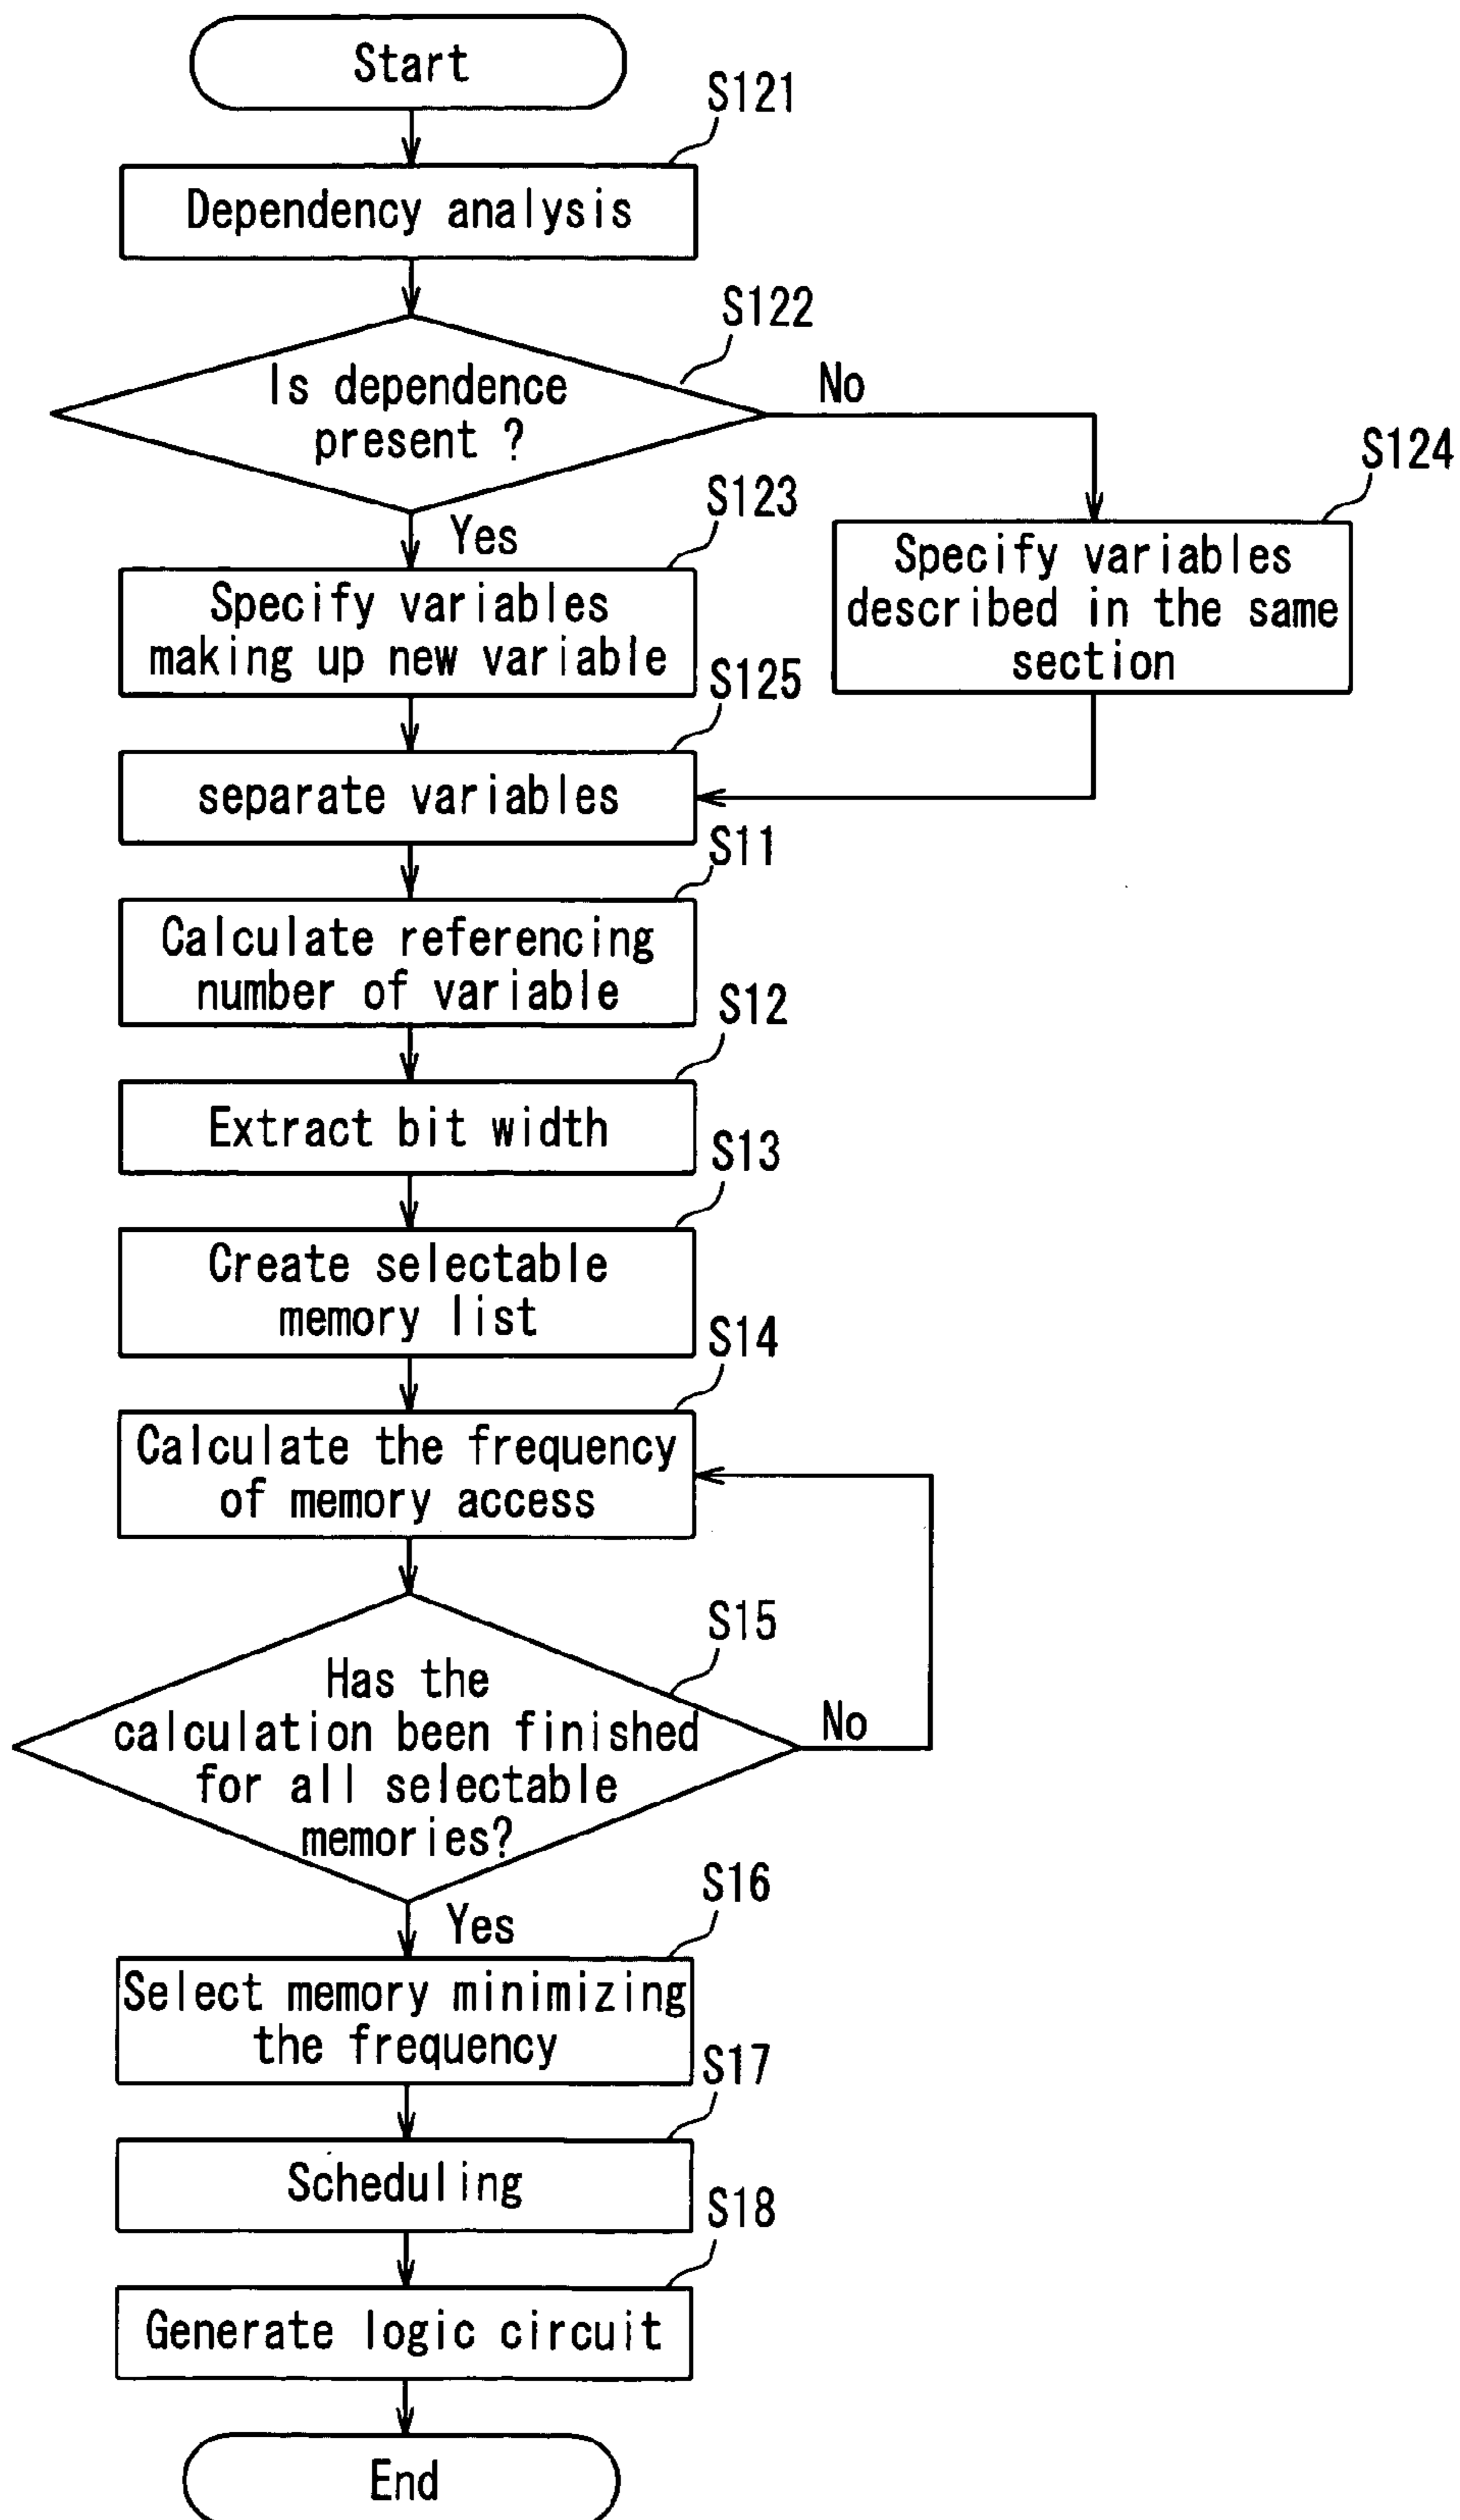 Start
S121
Dependency analysis
S122
Is dependence
present ?
No
S124
Yes
S123
Specify variables
making up new variable
Specify variables
described in the same
section
S125
separate variables
S11
Calculate referencing
number of variable
S12
Extract bit width
S13
Create selectable
memory list
S14
Calculate the frequency
of memory access
S15
Has the
calculation been finished
for all selectable
memories?
No
Yes
S16
Select memory minimizing
the frequency
S17
Scheduling
S18
Generate logic circuit
End